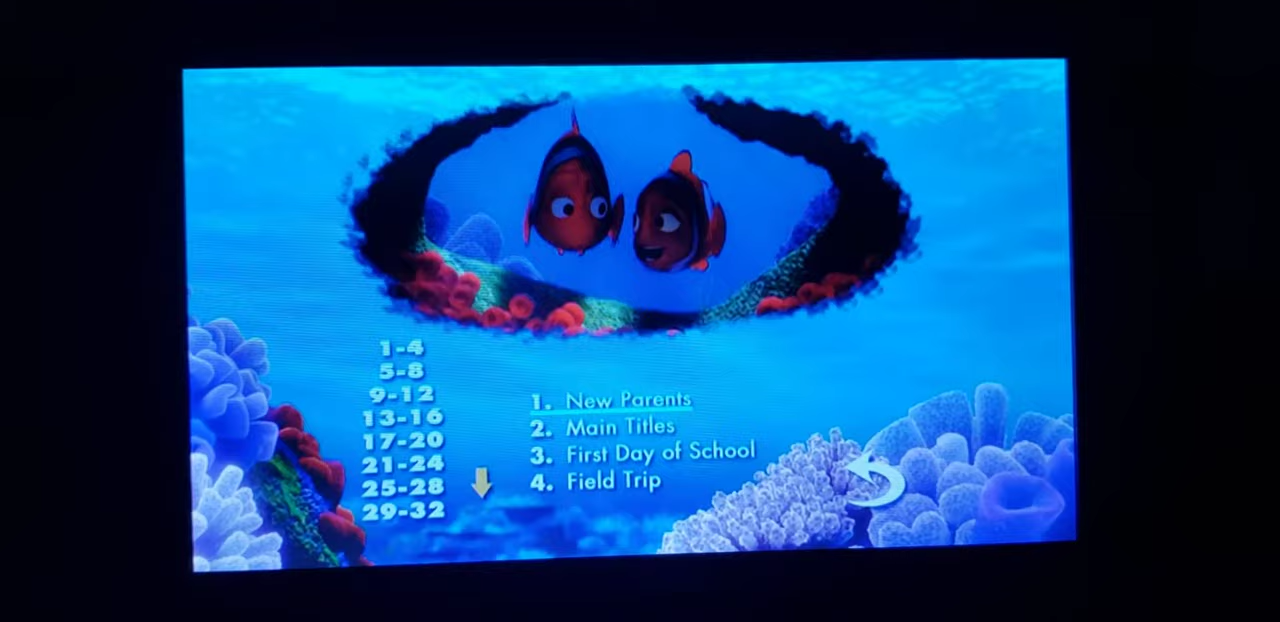 1-4
5-8
9-12
13-16
17-20
21-24
25-28
29-32
1. New Parents
2. Main Titles
3. First Day of School
4. Field Trip